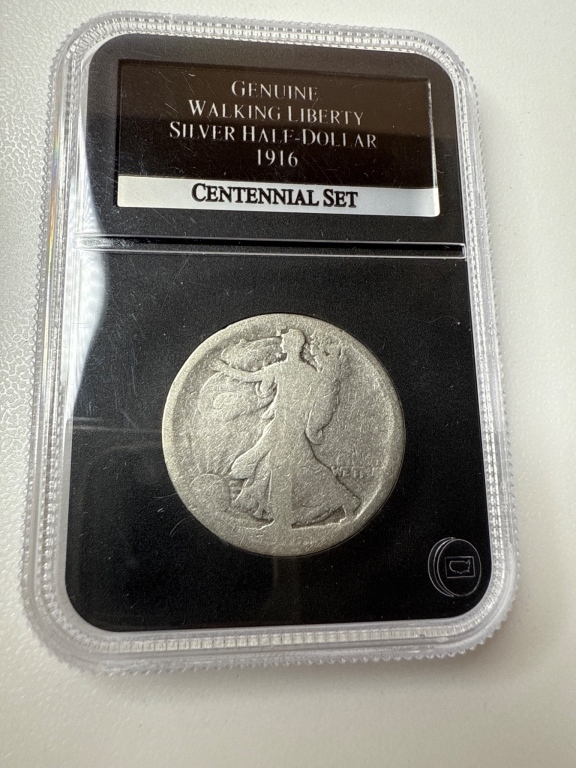 GENUINE
WALKING LIBERTY
SILVER HALF-DOLLAR
1916
CENTENNIAL SET